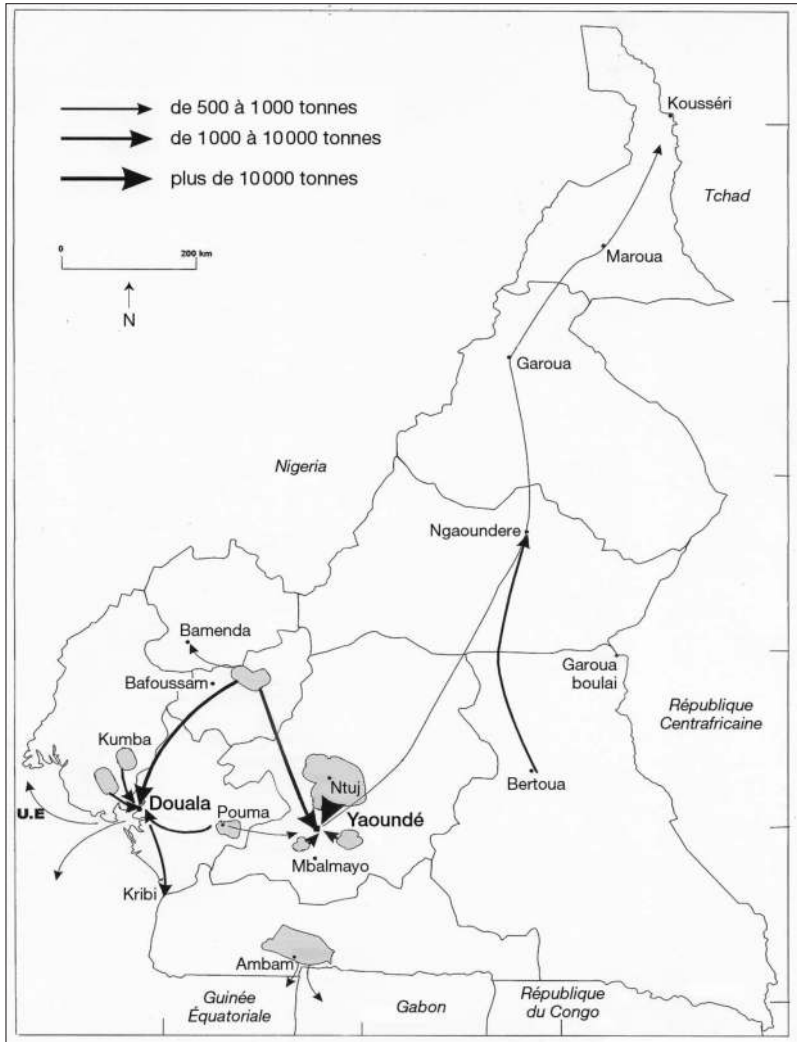 de 500 à 1000 tonnes
de 1000 à 10000 tonnes
plus de 10000 tonnes
0
200 km
N
Kousséri
Tchad
Maroua
Garoua
Nigeria
Ngaoundere
Bamenda
Bafoussam
Garoua
boulai
République
Centrafricaine
Kumba
Ntuj
Bertoua
Douala
U.E
Pouma
Yaoundé
Mbalmayo
Kribi
Ambam
Guinée
Équatoriale
Gabon
République
du Congo